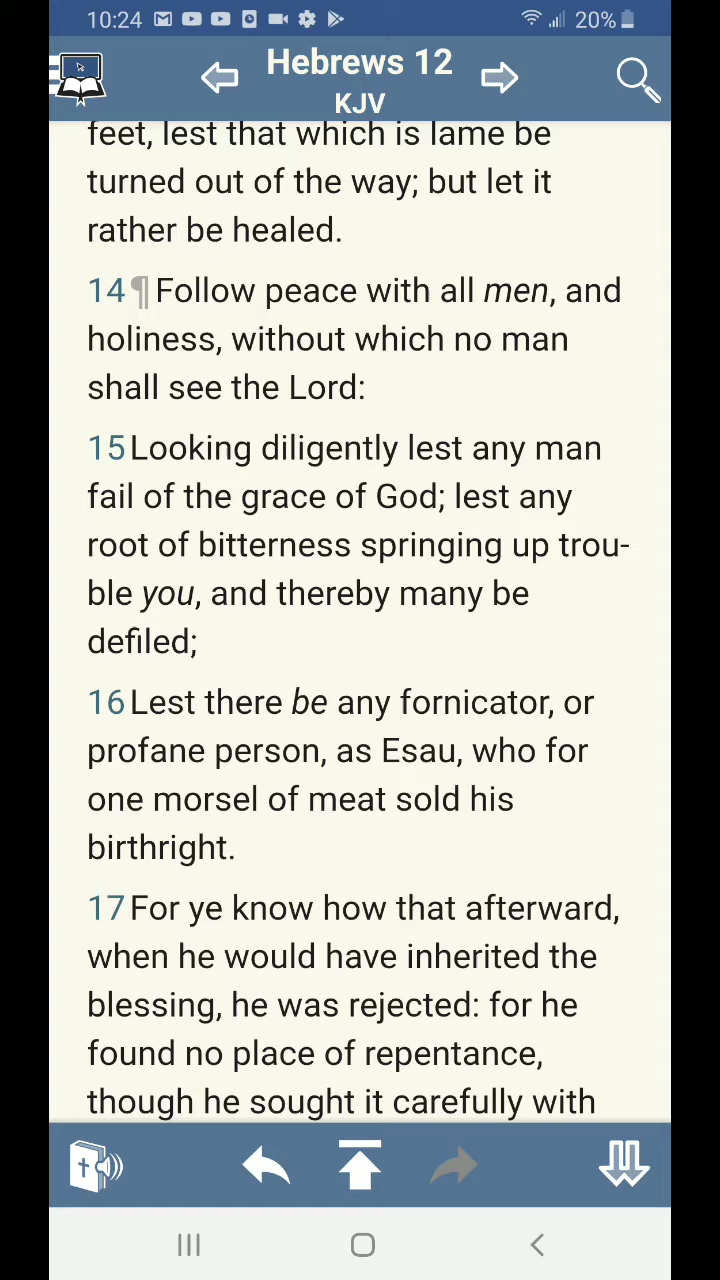 10:24 20%
Hebrews 12
KJV
feet, lest that which is lame be
turned out of the way; but let it
rather be healed.
14 ¶ Follow peace with all men, and
holiness, without which no man
shall see the Lord:
15 Looking diligently lest any man
fail of the grace of God; lest any
root of bitterness springing up trou-
ble you, and thereby many be
defiled;
16 Lest there be any fornicator, or
profane person, as Esau, who for
one morsel of meat sold his
birthright.
17 For ye know how that afterward,
when he would have inherited the
blessing, he was rejected: for he
found no place of repentance,
though he sought it carefully with